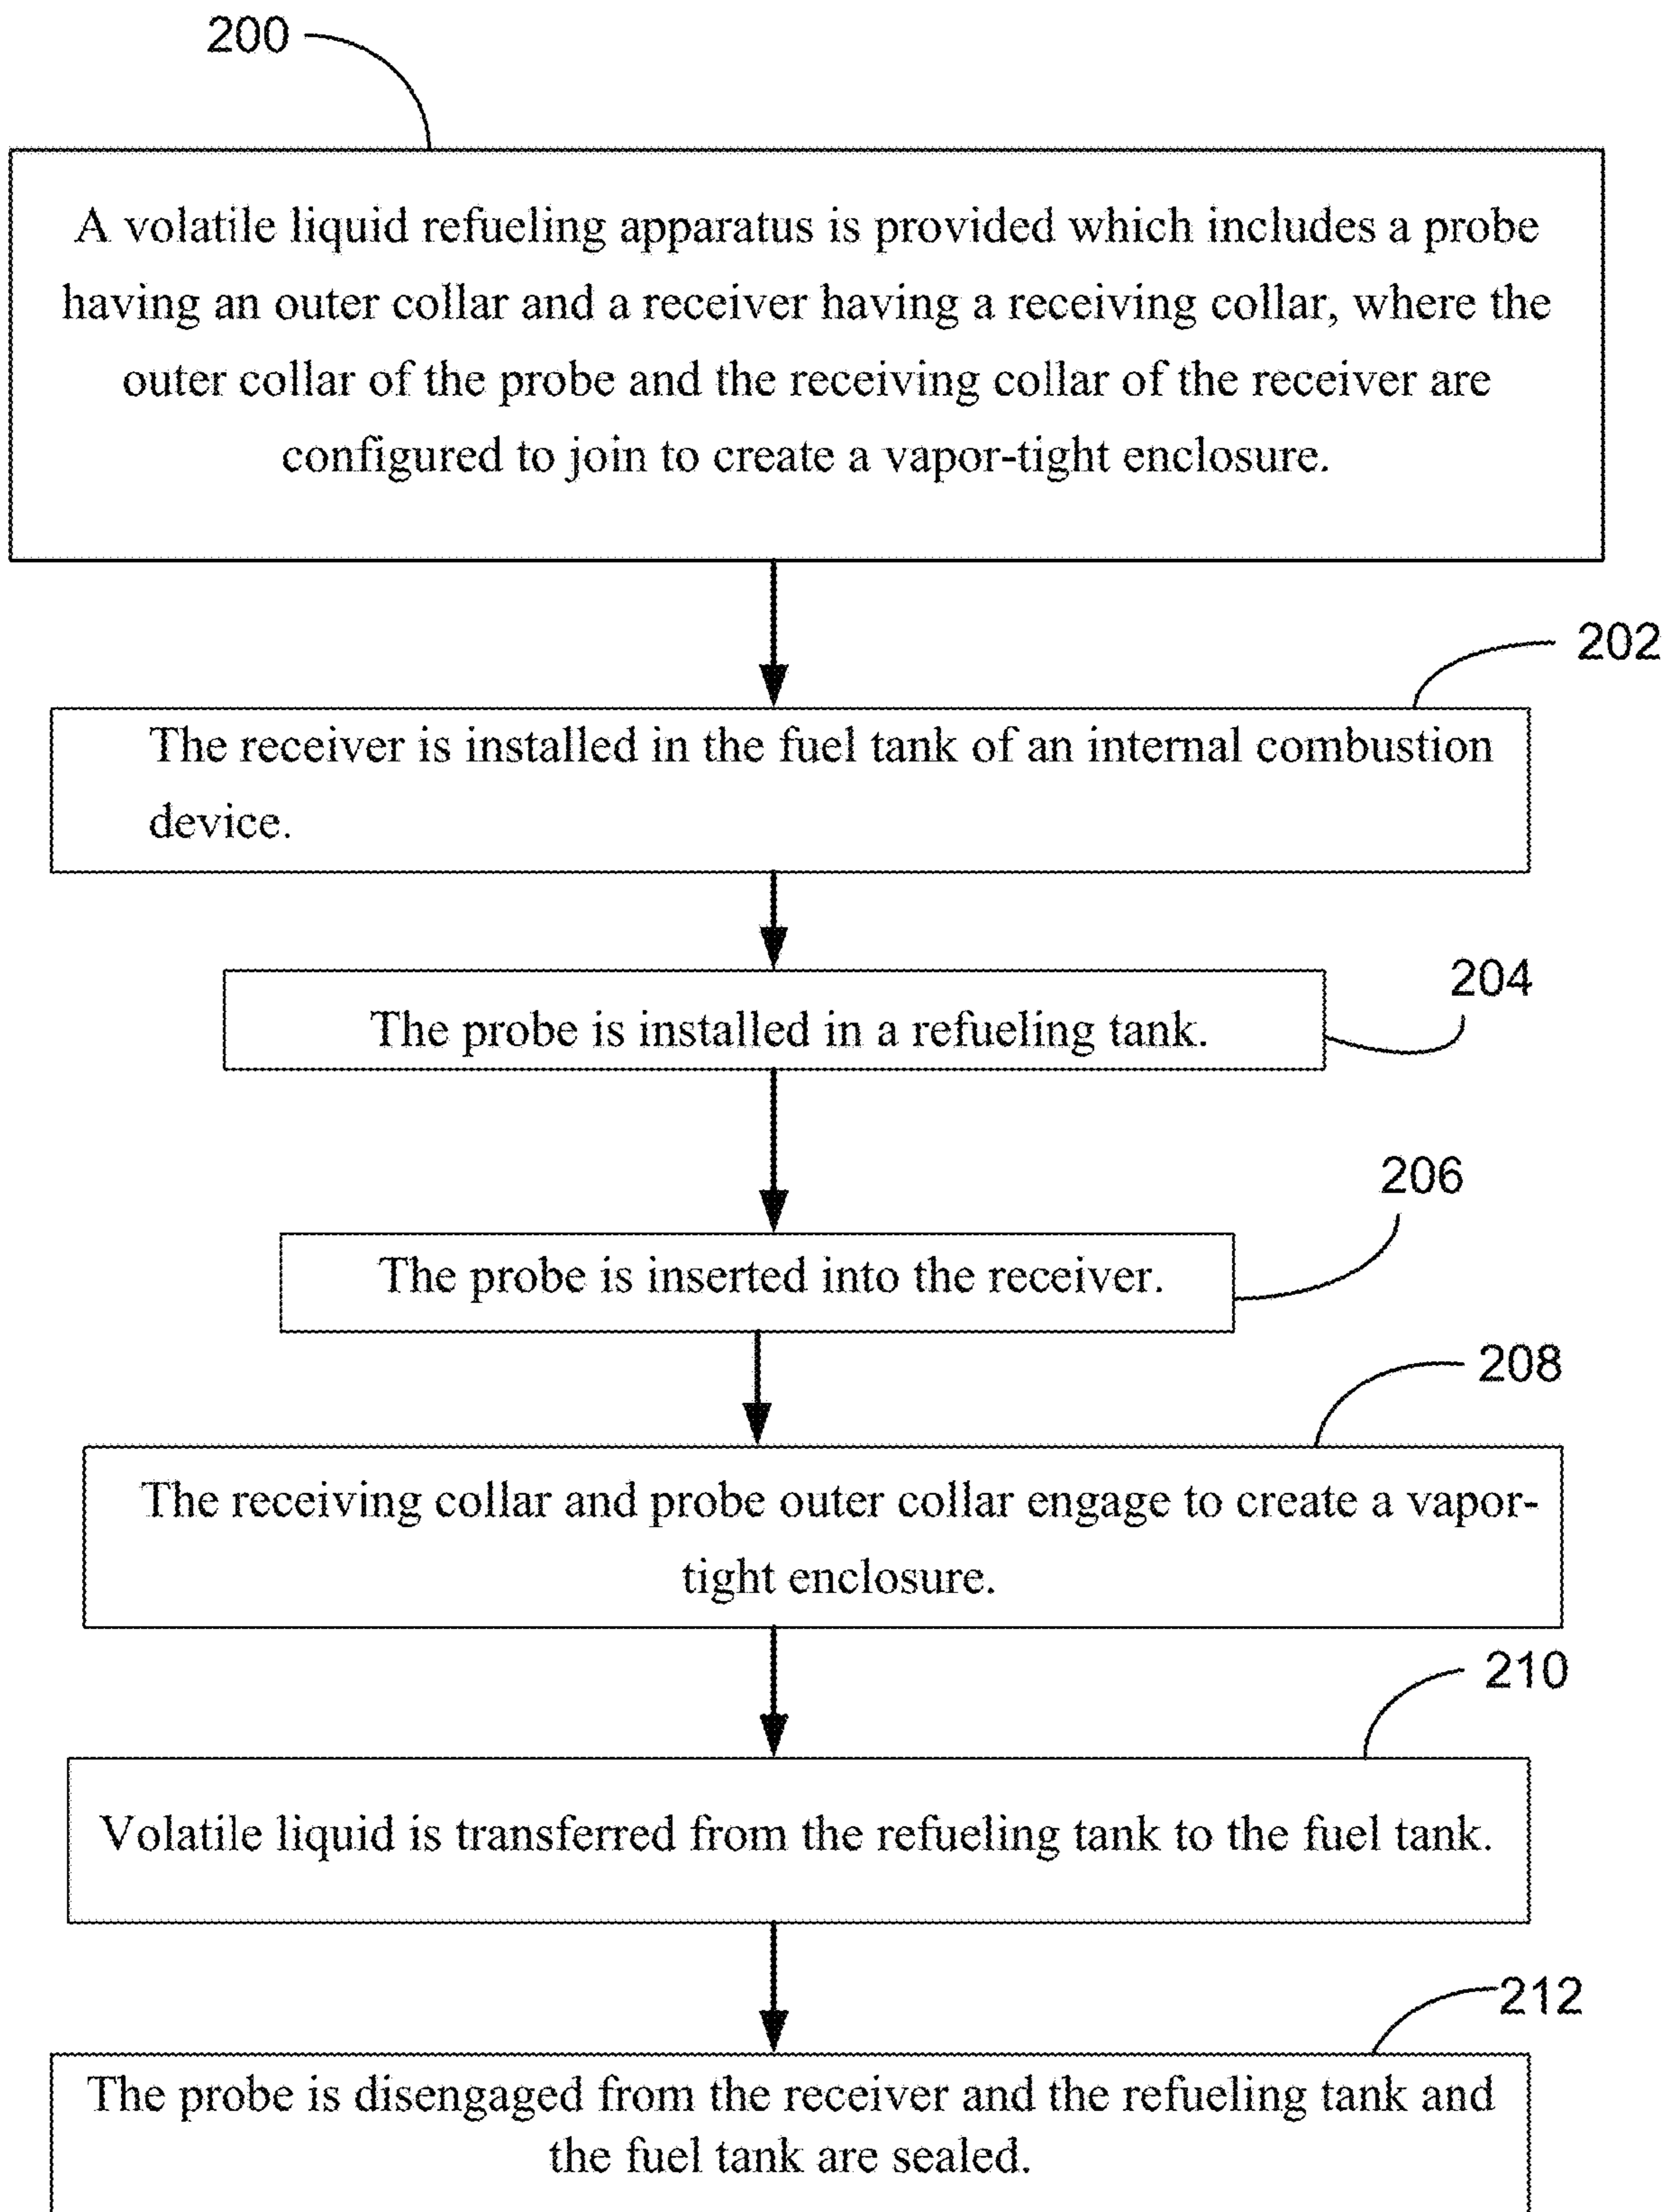 200
A volatile liquid refueling apparatus is provided which includes a probe
having an outer collar and a receiver having a receiving collar, where the
outer collar of the probe and the receiving collar of the receiver are
configured to join to create a vapor-tight enclosure.
202
The receiver is installed in the fuel tank of an internal combustion
device.
204
The probe is installed in a refueling tank.
206
The probe is inserted into the receiver.
208
The receiving collar and probe outer collar engage to create a vapor-
tight enclosure.
210
Volatile liquid is transferred from the refueling tank to the fuel tank.
212
The probe is disengaged from the receiver and the refueling tank and
the fuel tank are sealed.